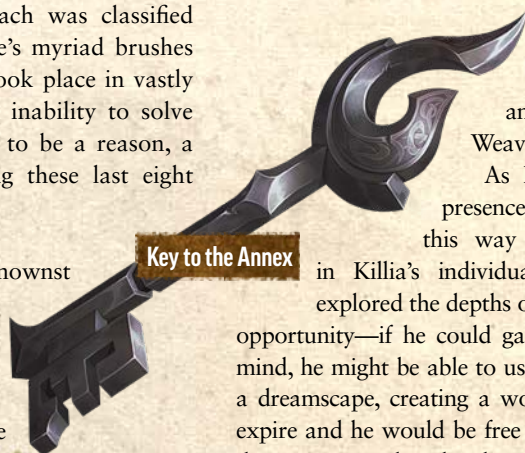 ach was classified
e's myriad brushes
ook place in vastly
inability to solve
to be a reason, a
g these last eight
nownst
e
Key to the Annex
an
Weav
As
presence
this way
in Killia's individua
explored the depths o
opportunity—if he could ga
mind, he might be able to us
a dreamscape, creating a wo
expire and he would be free